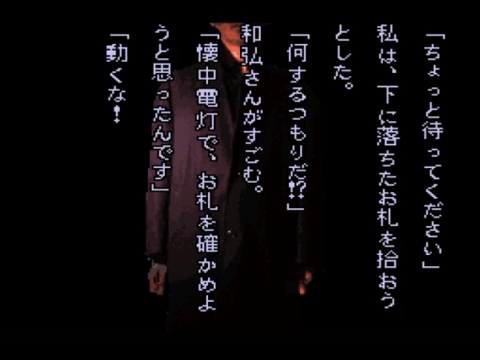 「ちょっと待ってください」
私は、下に落ちたお札を拾おう
とした。
「何するつもりだ!?」
和弘さんがすごむ。
「懐中電灯で、お札を確かめよ
うと思ったんです」
「動くな!